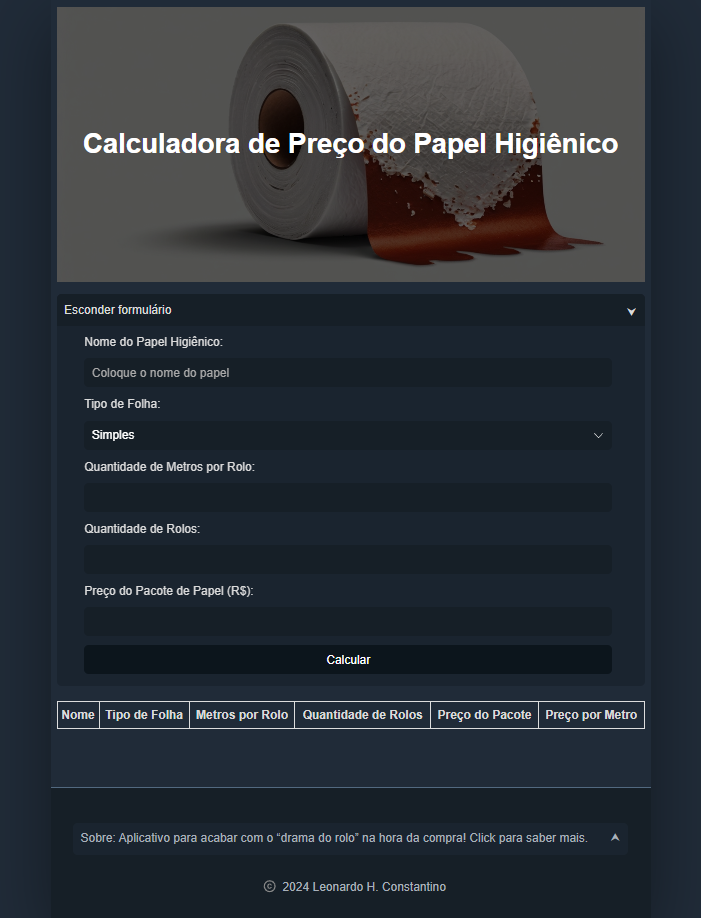 Calculadora de Preço do Papel Higiênico
Esconder formulário
Nome do Papel Higiênico:
Coloque o nome do papel
Tipo de Folha:
Simples
Quantidade de Metros por Rolo:
Quantidade de Rolos:
Preço do Pacote de Papel (R$):
Calcular
Nome Tipo de Folha Metros por Rolo Quantidade de Rolos Preço do Pacote Preço por Metro
Sobre: Aplicativo para acabar com o “drama do rolo” na hora da compra! Click para saber mais.
© 2024 Leonardo H. Constantino